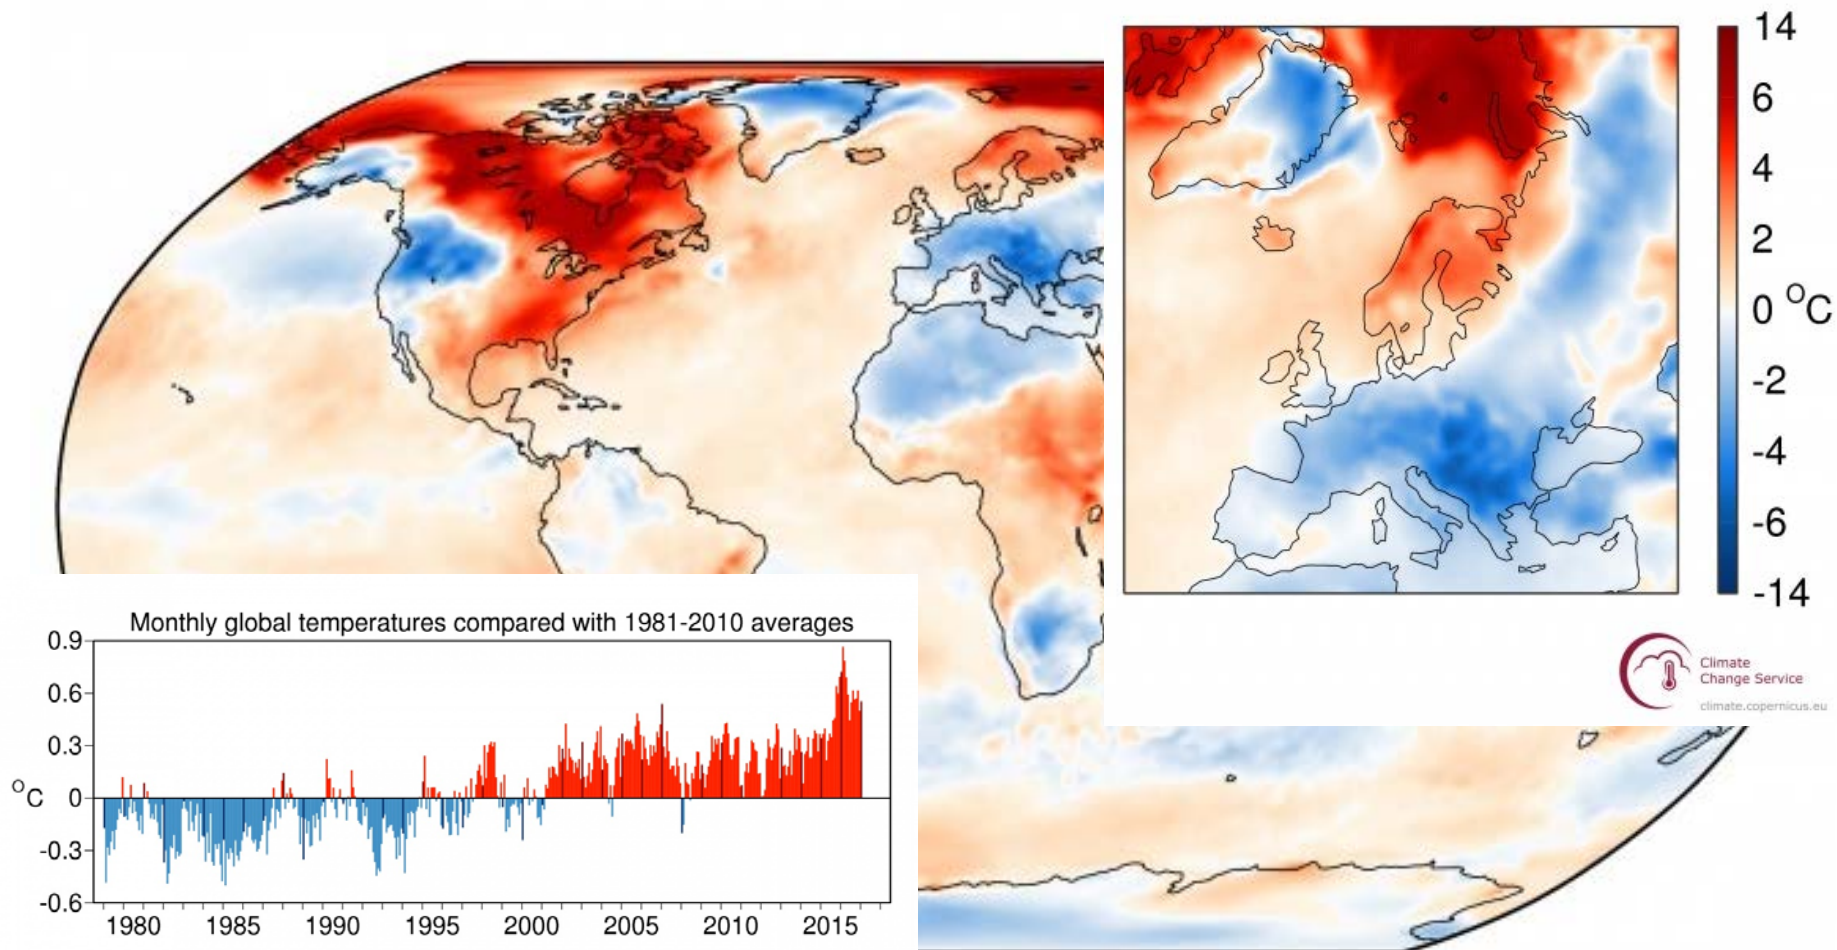 14
6
4
2
0 °C
-2
-4
-6
-14
Climate
Change Service
climate.copernicus.eu
Monthly global temperatures compared with 1981-2010 averages
0.9
0.6
0.3
°C 0
-0.3
-0.6
1980 1985 1990 1995 2000 2005 2010 2015